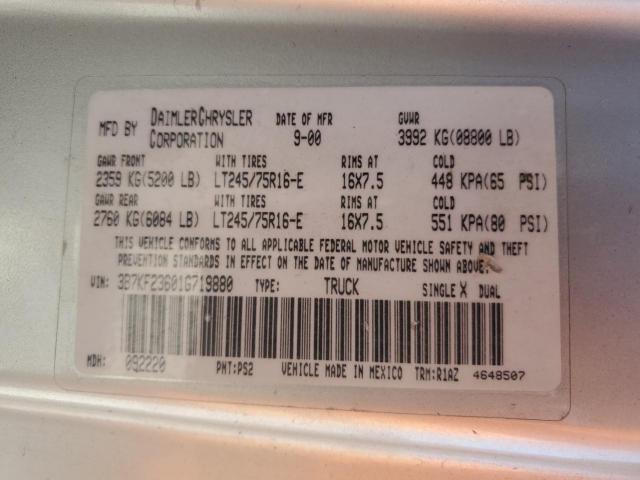 MFD BY DAIMLERCHRYSLER CORPORATION DATE OF MFR 9-00 GVWR 3992 KG(08800 LB)
GAWR FRONT WITH TIRES RIMS AT COLD
2359 KG(5200 LB) LT245/75R16-E 16X7.5 448 KPA(65 PSI)
GAWR REAR WITH TIRES RIMS AT COLD
2760 KG(6084 LB) LT245/75R16-E 16X7.5 551 KPA(80 PSI)
THIS VEHICLE CONFORMS TO ALL APPLICABLE FEDERAL MOTOR VEHICLE SAFETY AND THEFT
PREVENTION STANDARDS IN EFFECT ON THE DATE OF MANUFACTURE SHOWN ABOVE.
VIN: 3B7KF23601G719880 TYPE: TRUCK SINGLE X DUAL
MDH: 092220 PNT:PS2 VEHICLE MADE IN MEXICO TRM:R1AZ 4648507